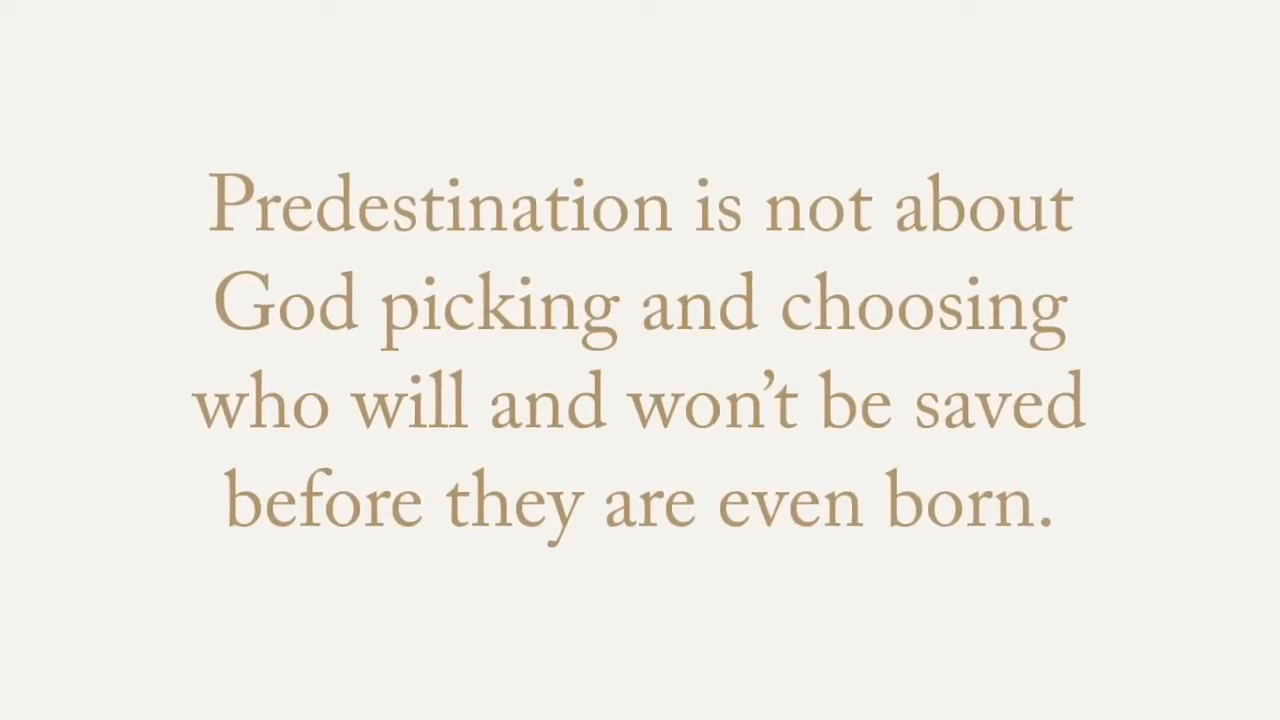 Predestination is not about
God picking and choosing
who will and won’t be saved
before they are even born.